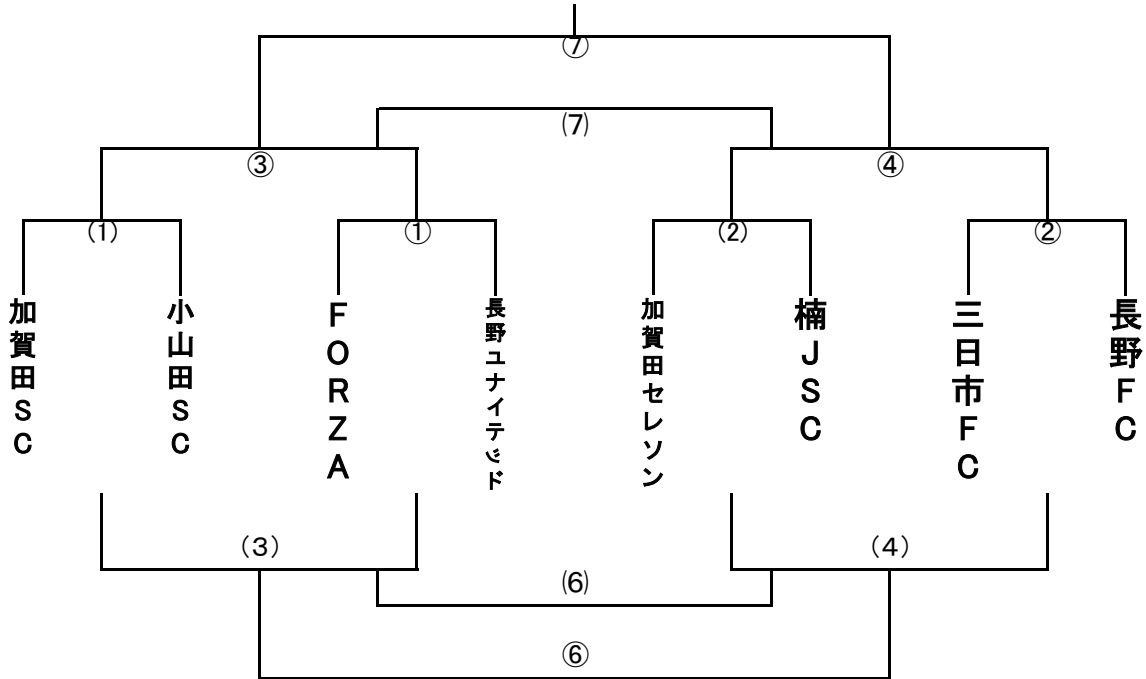 ⑦
⑺
③
④
⑴
①
⑵
②
加賀田SC
小山田SC
FORZA
長野ユナイテッド
加賀田セレソン
楠JSC
三日市FC
長野FC
（3）
（4）
⑹
⑥